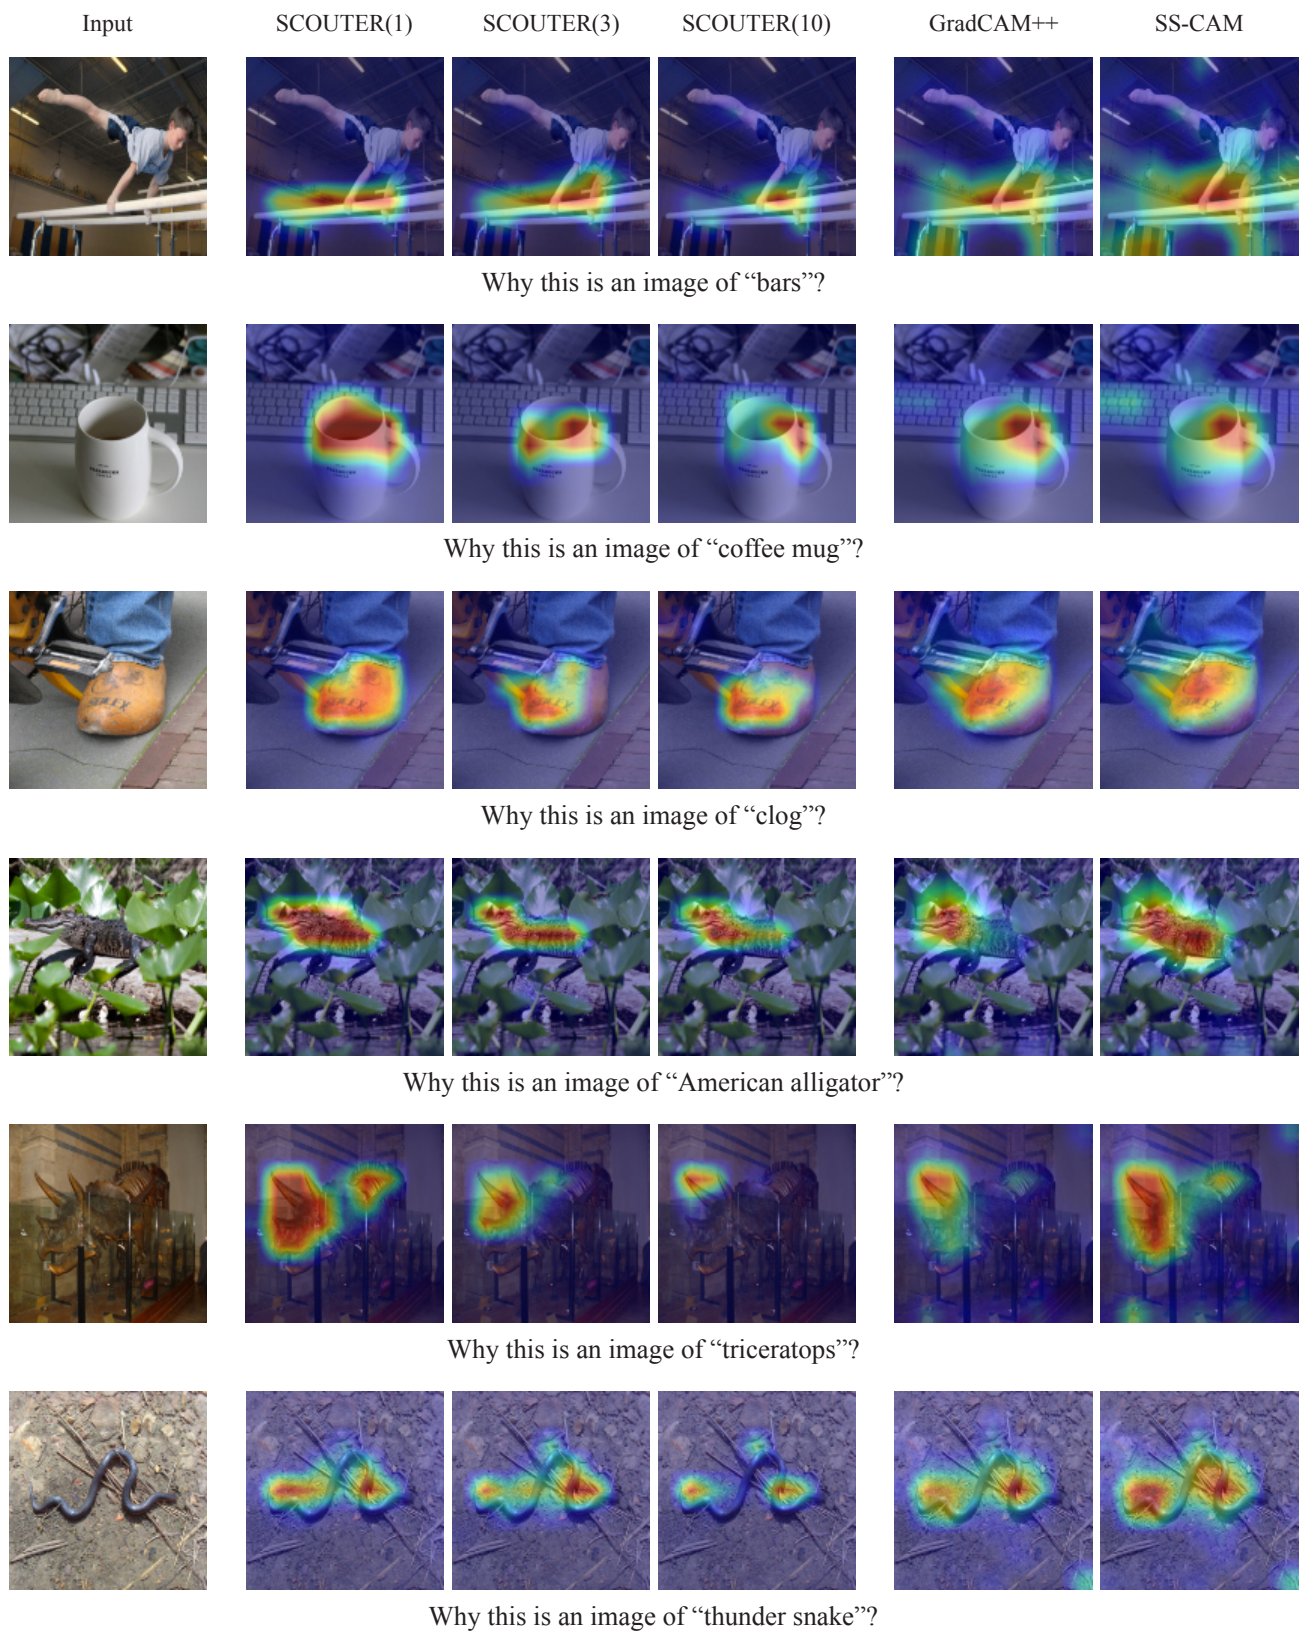 Input SCOUTER(1) SCOUTER(3) SCOUTER(10) GradCAM++ SS-CAM
Why this is an image of “bars”?
Why this is an image of “coffee mug”?
Why this is an image of “clog”?
Why this is an image of “American alligator”?
Why this is an image of “triceratops”?
Why this is an image of “thunder snake”?